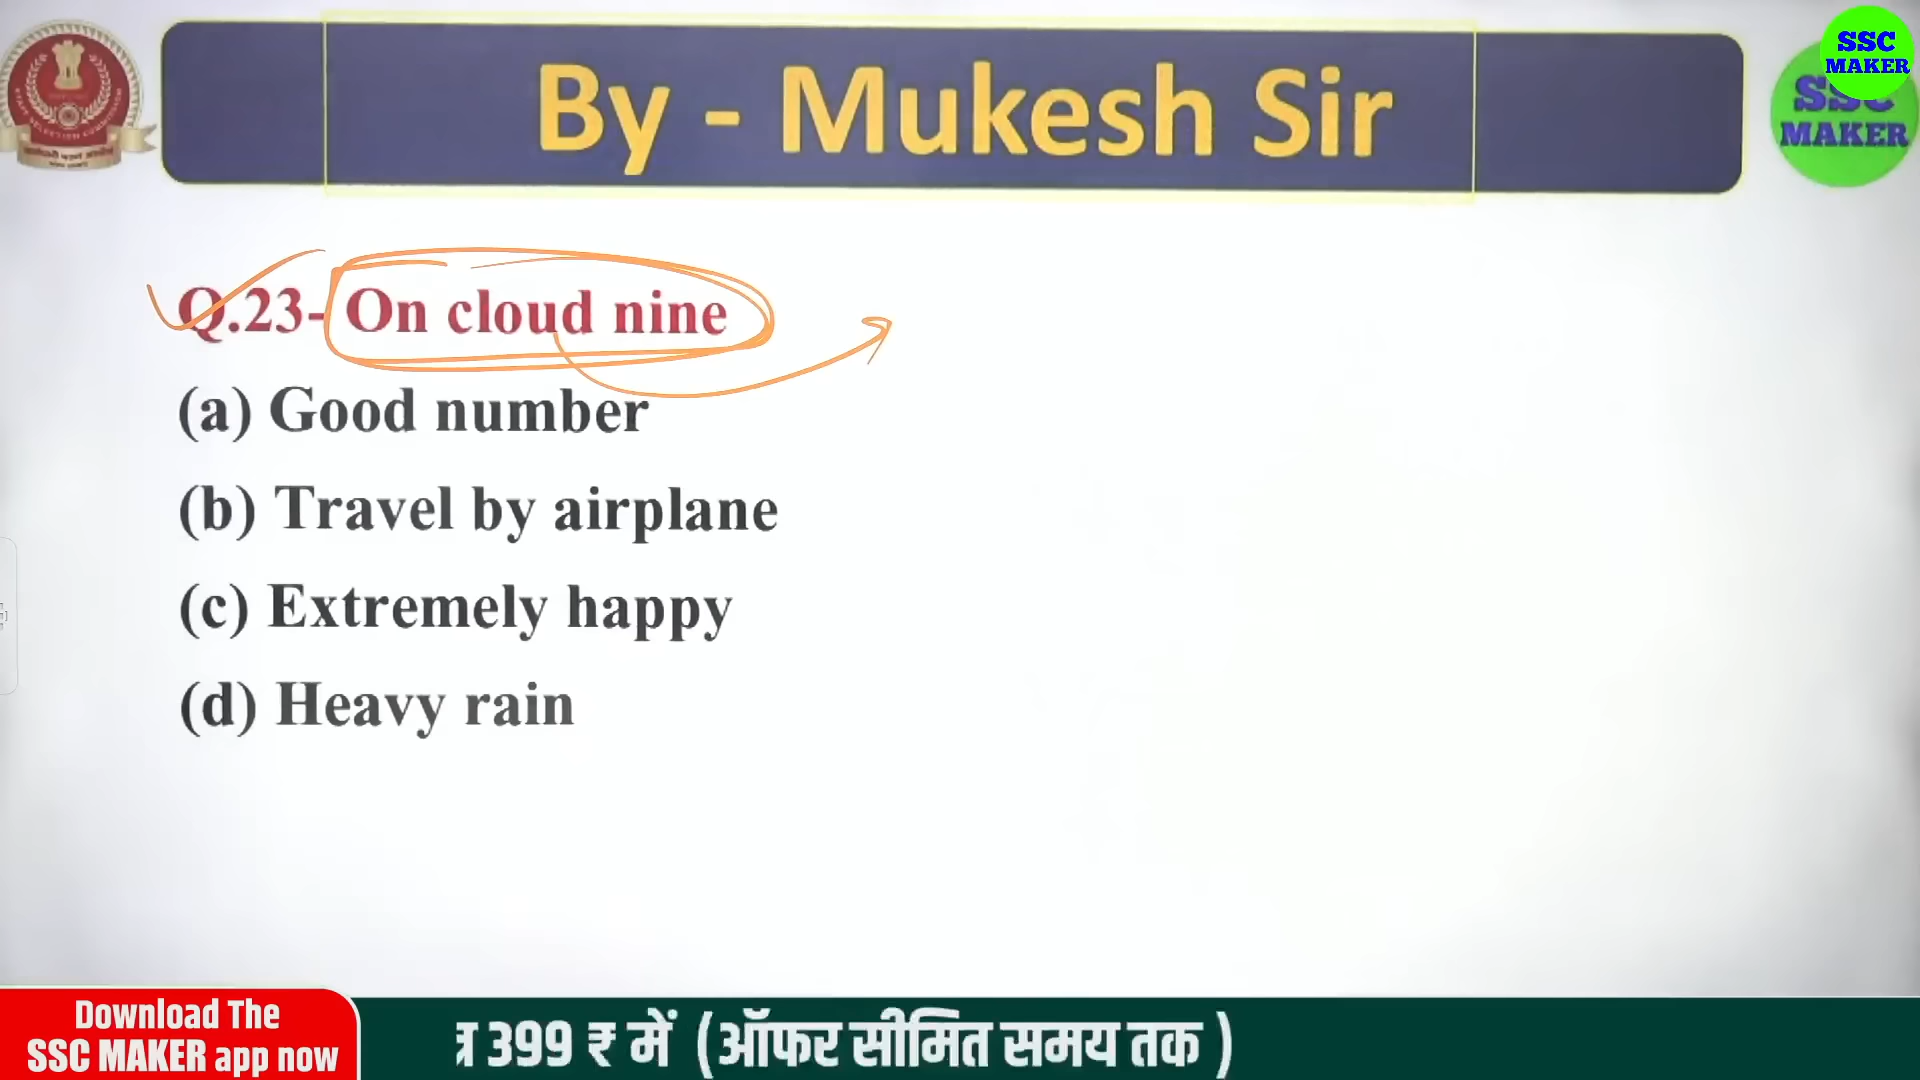 By - Mukesh Sir
SSC
MAKER
SSC
MAKER
Q.23- On cloud nine
(a) Good number
(b) Travel by airplane
(c) Extremely happy
(d) Heavy rain
Download The
SSC MAKER app now
399 ₹ में (ऑफर सीमित समय तक )